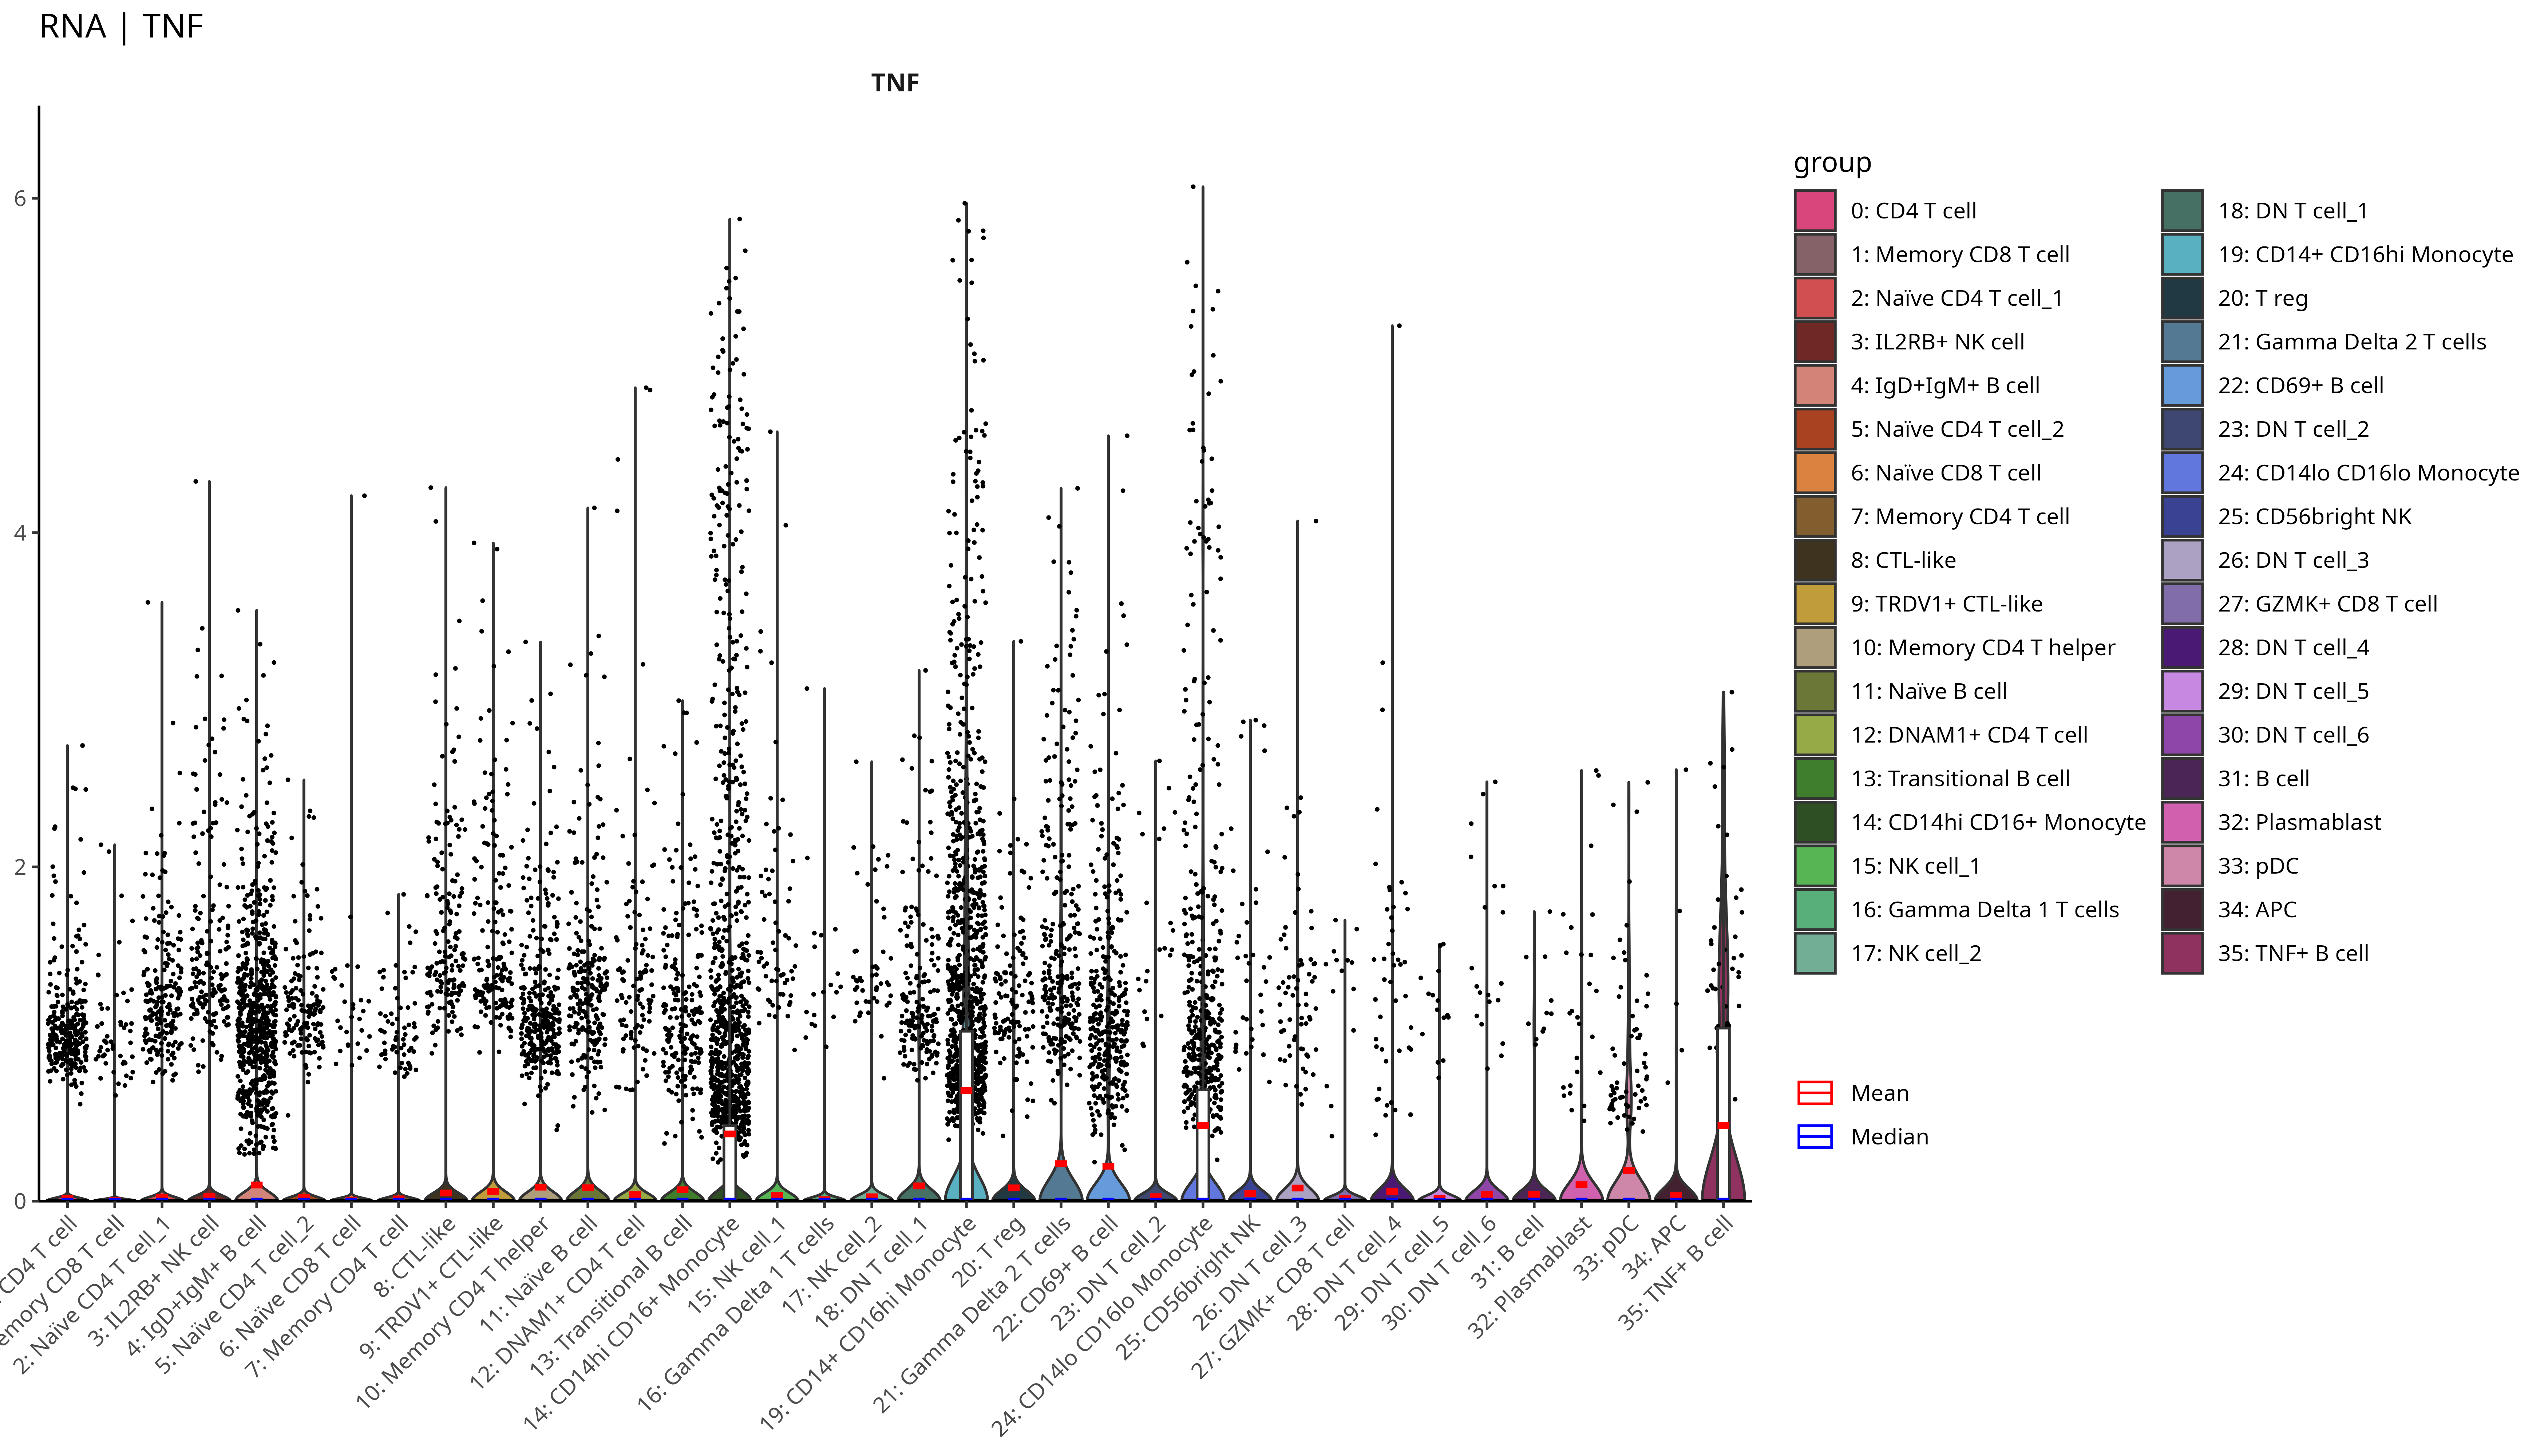 RNA | TNF
TNF
6
4
2
0
CD4 T cell
emory CD8 T cell
2: Naïve CD4 T cell_1
3: IL2RB+ NK cell
4: IgD+IgM+ B cell
5: Naïve CD4 T cell_2
6: Naïve CD8 T cell
7: Memory CD4 T cell
8: CTL-like
9: TRDV1+ CTL-like
10: Memory CD4 T helper
11: Naïve B cell
12: DNAM1+ CD4 T cell
13: Transitional B cell
14: CD14hi CD16+ Monocyte
15: NK cell_1
16: Gamma Delta 1 T cells
17: NK cell_2
18: DN T cell_1
19: CD14+ CD16hi Monocyte
20: T reg
21: Gamma Delta 2 T cells
22: CD69+ B cell
23: DN T cell_2
24: CD14lo CD16lo Monocyte
25: CD56bright NK
26: DN T cell_3
27: GZMK+ CD8 T cell
28: DN T cell_4
29: DN T cell_5
30: DN T cell_6
31: B cell
32: Plasmablast
33: pDC
34: APC
35: TNF+ B cell
group
0: CD4 T cell
1: Memory CD8 T cell
2: Naïve CD4 T cell_1
3: IL2RB+ NK cell
4: IgD+IgM+ B cell
5: Naïve CD4 T cell_2
6: Naïve CD8 T cell
7: Memory CD4 T cell
8: CTL-like
9: TRDV1+ CTL-like
10: Memory CD4 T helper
11: Naïve B cell
12: DNAM1+ CD4 T cell
13: Transitional B cell
14: CD14hi CD16+ Monocyte
15: NK cell_1
16: Gamma Delta 1 T cells
17: NK cell_2
18: DN T cell_1
19: CD14+ CD16hi Monocyte
20: T reg
21: Gamma Delta 2 T cells
22: CD69+ B cell
23: DN T cell_2
24: CD14lo CD16lo Monocyte
25: CD56bright NK
26: DN T cell_3
27: GZMK+ CD8 T cell
28: DN T cell_4
29: DN T cell_5
30: DN T cell_6
31: B cell
32: Plasmablast
33: pDC
34: APC
35: TNF+ B cell
Mean
Median